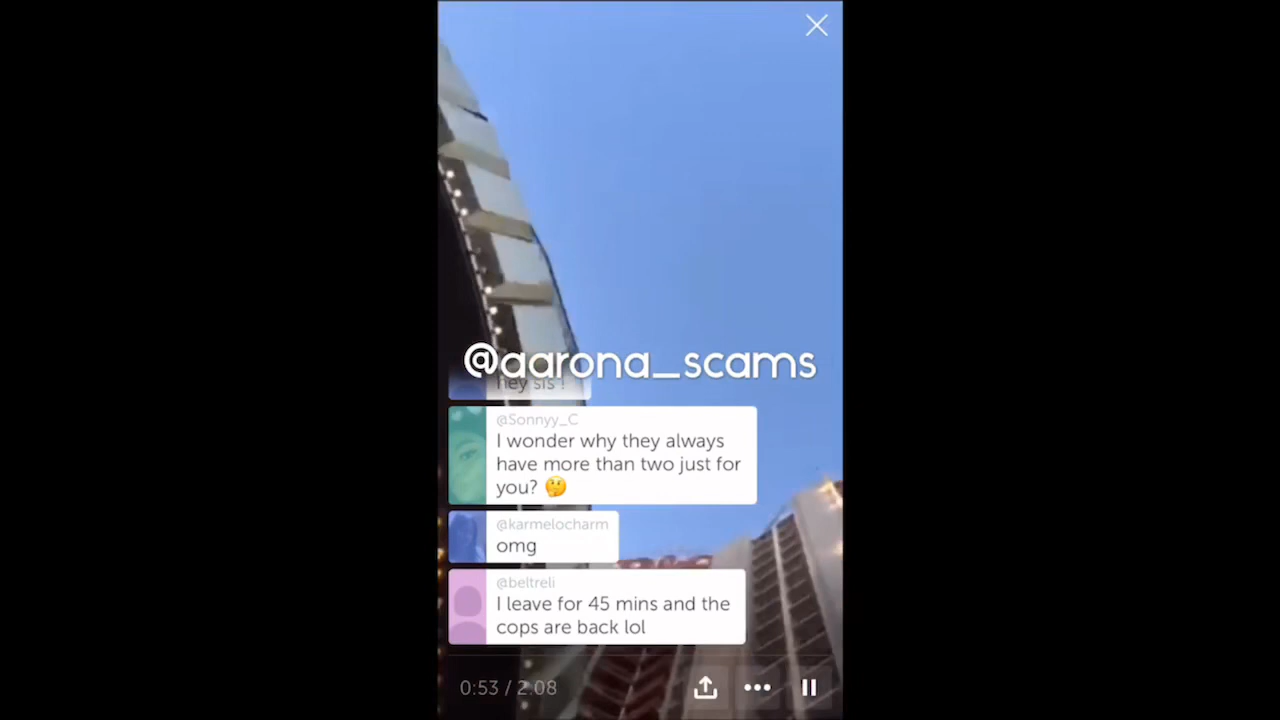 @aarona_scams
hey sis !
@Sonnyy_C
I wonder why they always
have more than two just for
you? 🤔
@karmelocharm
omg
@beltreli
I leave for 45 mins and the
cops are back lol
0:53 / 2:08